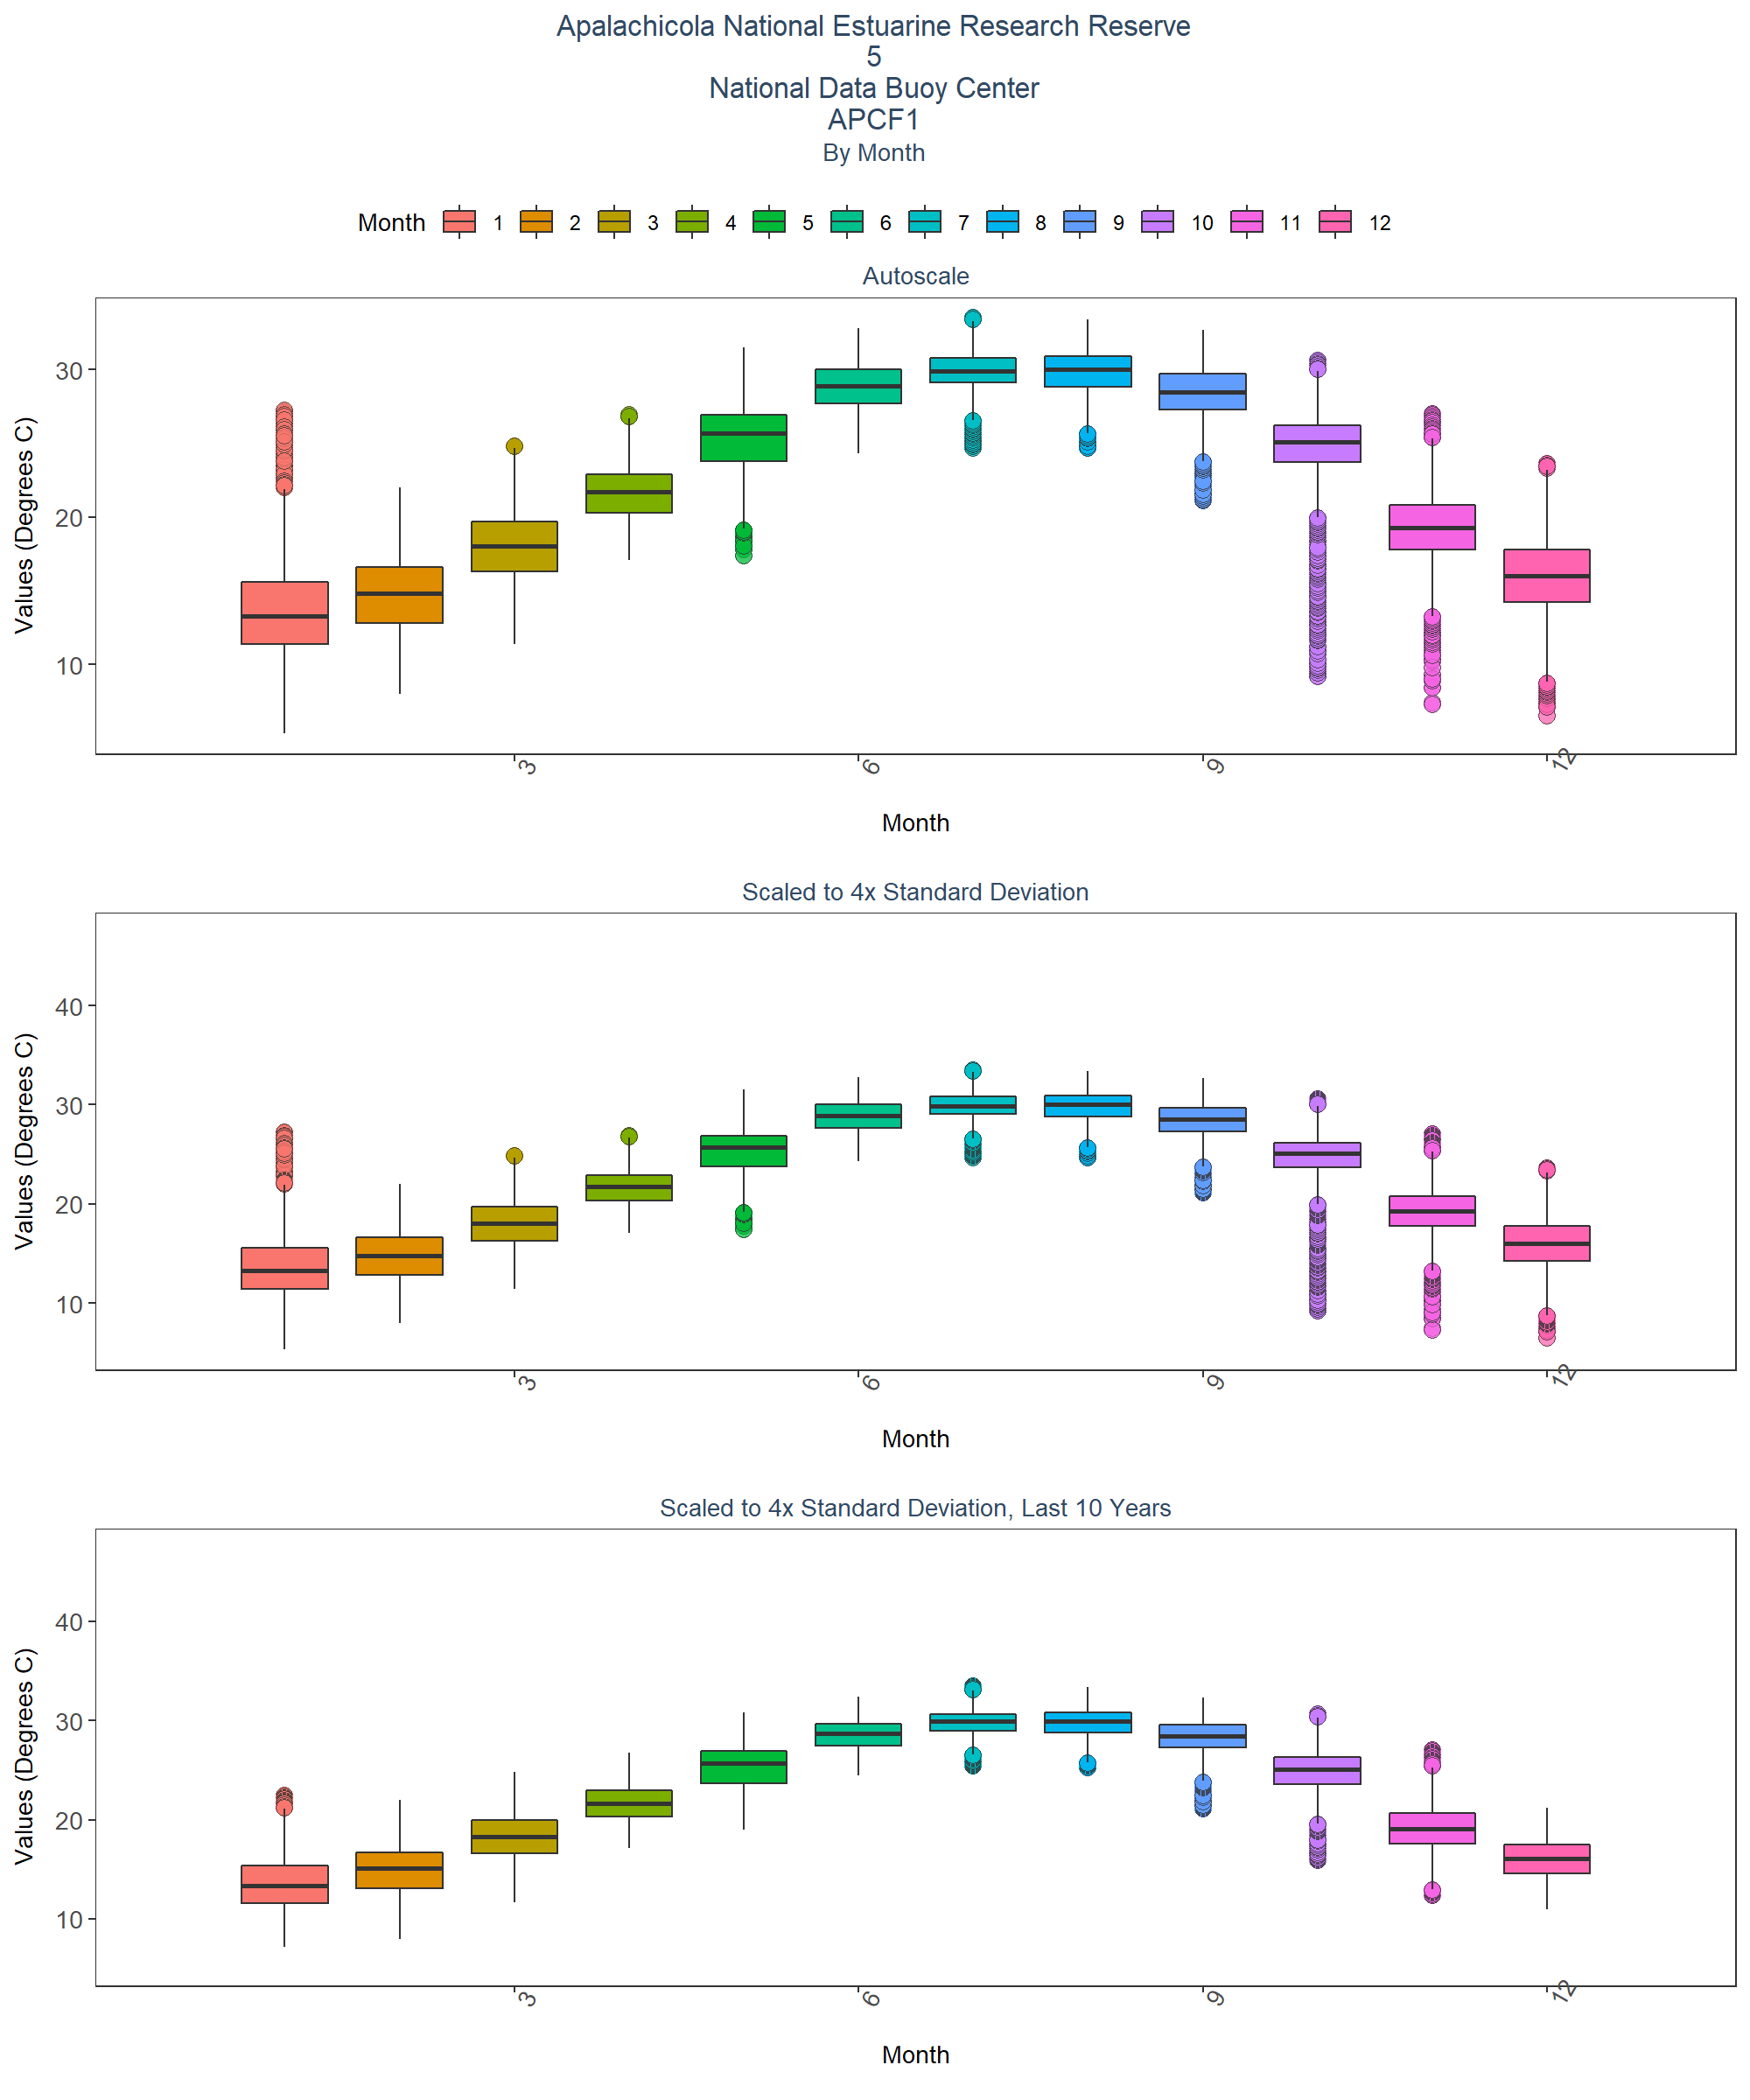 Apalachicola National Estuarine Research Reserve
5
National Data Buoy Center
APCF1
By Month
Month 1 2 3 4 5 6 7 8 9 10 11 12
Autoscale
Values (Degrees C)
30
20
10
3 6 9 12
Month
Scaled to 4x Standard Deviation
Values (Degrees C)
40
30
20
10
3 6 9 12
Month
Scaled to 4x Standard Deviation, Last 10 Years
Values (Degrees C)
40
30
20
10
3 6 9 12
Month